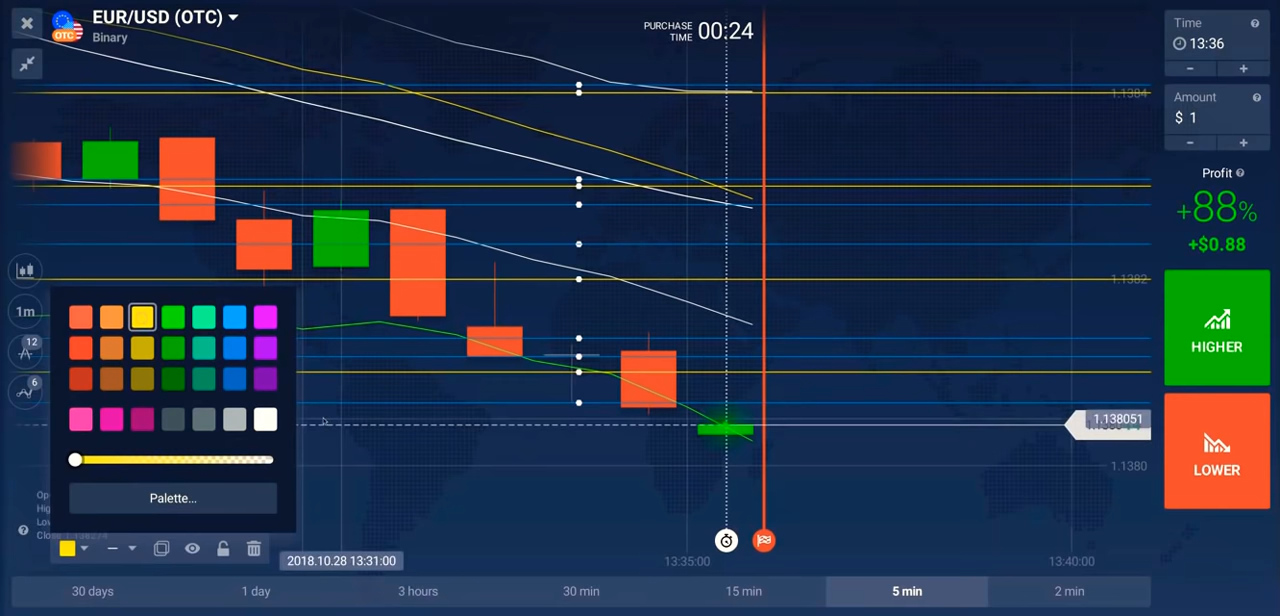 EUR/USD (OTC)
Binary
OTC
PURCHASE
TIME
00:24
Time
13:36
-
+
Amount
$ 1
-
+
Profit
+88%
+$0.88
HIGHER
LOWER
1.1384
1.1382
1.138051
1.1380
1m
12
6
Palette...
2018.10.28 13:31:00
13:35:00
13:40:00
30 days
1 day
3 hours
30 min
15 min
5 min
2 min